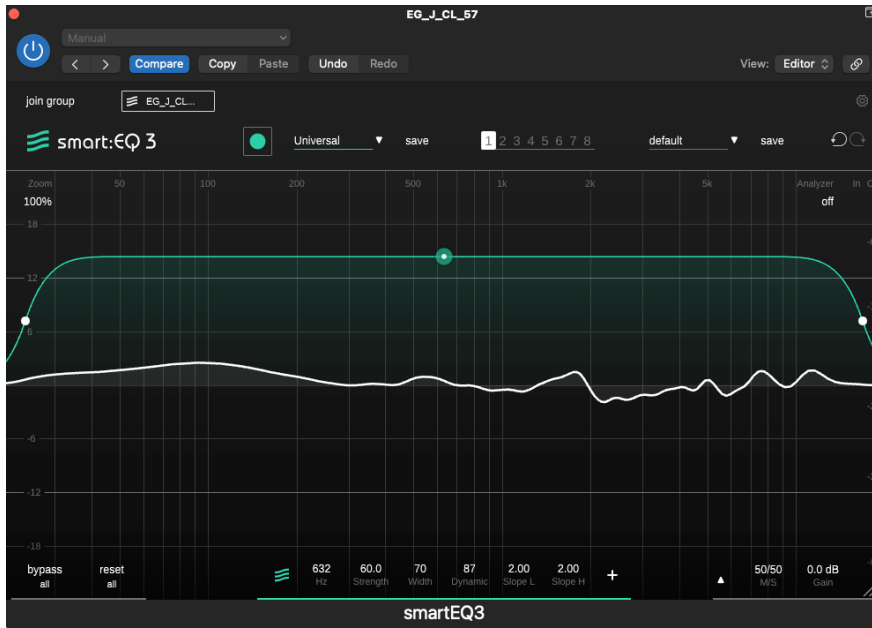 EG_J_CL_57
Manual
Compare Copy Paste Undo Redo View: Editor
join group EG_J_CL...
smart:EQ 3 Universal save 1 2 3 4 5 6 7 8 default save
Zoom 50 100 200 500 1k 2k 5k Analyzer In
100% off
18
12
6
-6
-12
-18
bypass reset 632 60.0 70 87 2.00 2.00 + 50/50 0.0 dB
all all Hz Strength Width Dynamic Slope L Slope H M/S Gain
smartEQ3